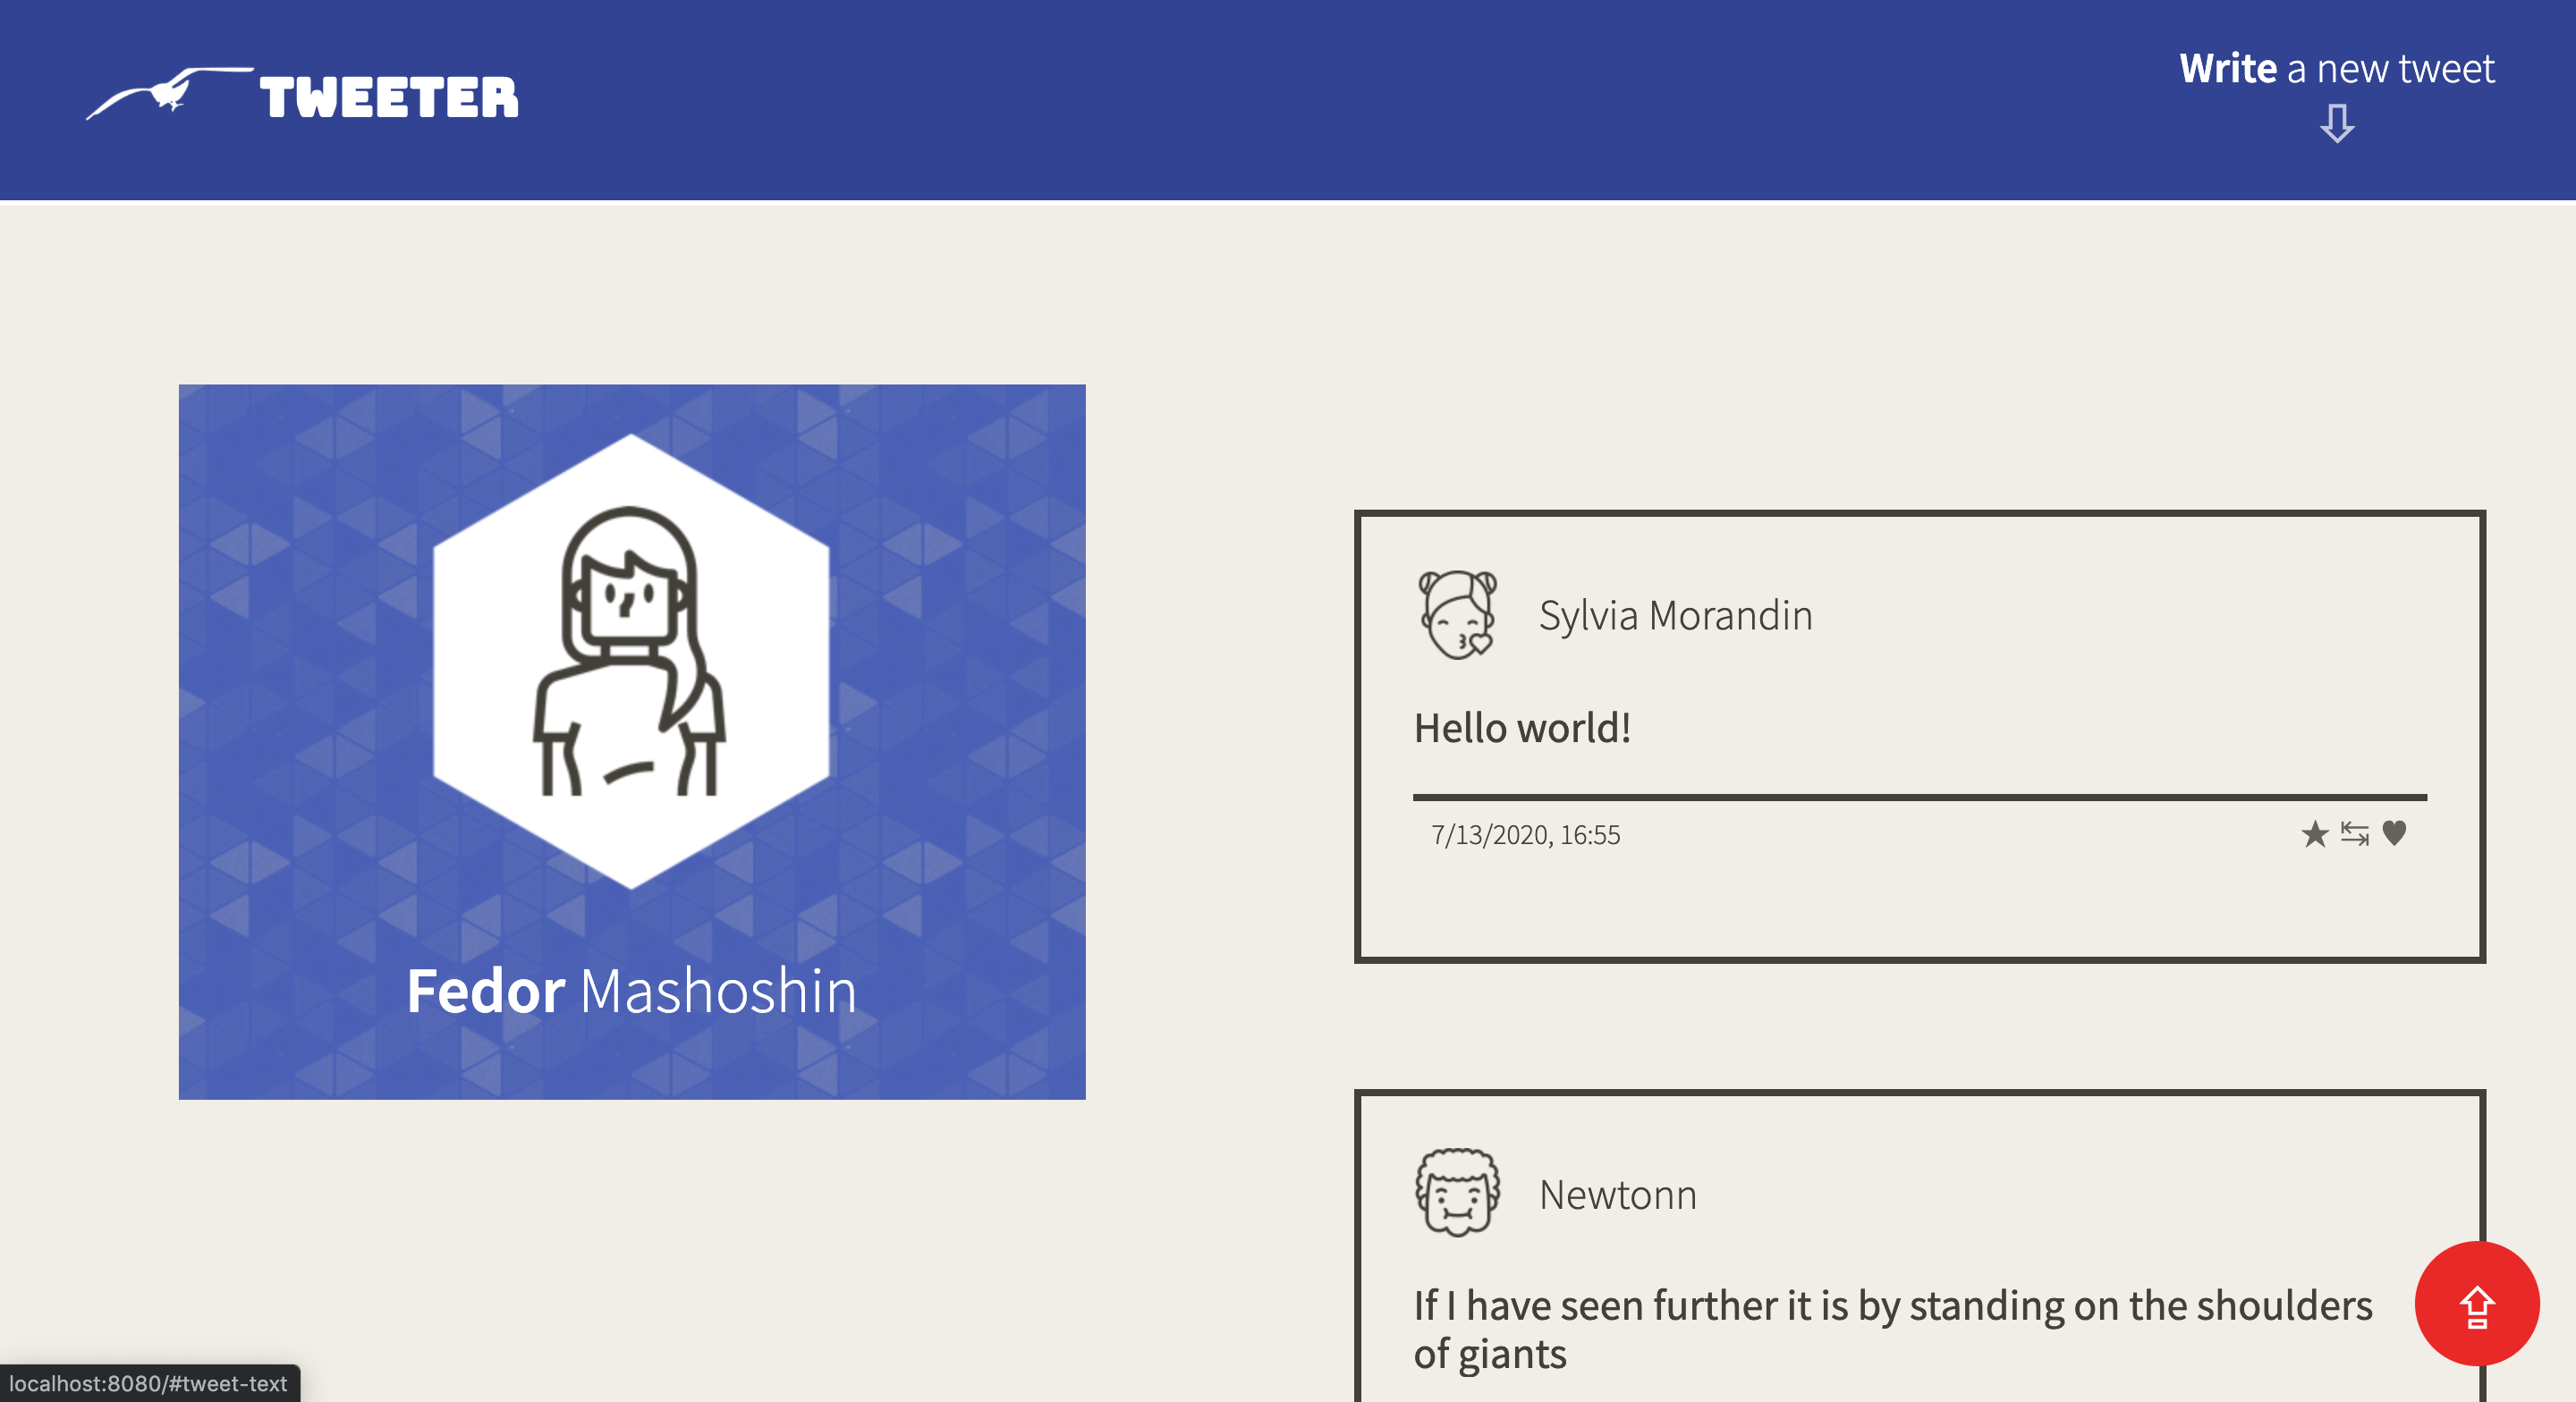 TWEETER
Write a new tweet
Fedor Mashoshin
Sylvia Morandin
Hello world!
7/13/2020, 16:55
Newtonn
If I have seen further it is by standing on the shoulders
of giants
localhost:8080/#tweet-text